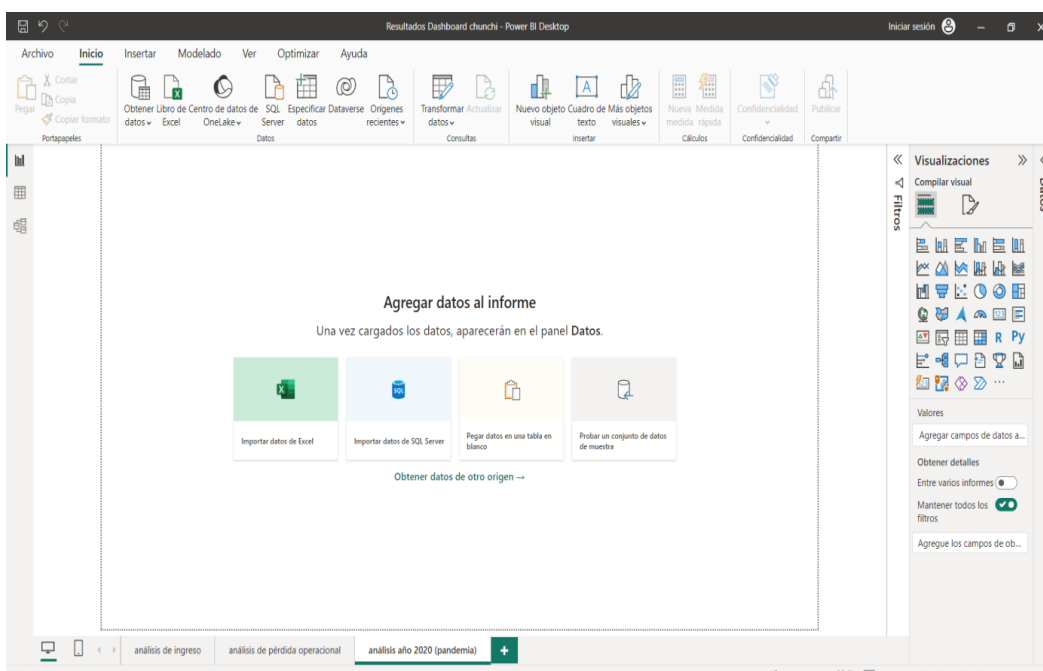 Resultados Dashboard chunchi - Power BI Desktop
Iniciar sesión
Archivo Inicio Insertar Modelado Ver Optimizar Ayuda
Pegar
Cortar
Copia
Copiar formato
Portapapeles
Obtener datos
Libro de Excel
Centro de datos de OneLake
SQL Server
Especificar datos
Dataverse
Orígenes recientes
Datos
Transformar datos
Actualizar
Consultas
Nuevo objeto visual
Cuadro de texto
Más objetos visuales
Insertar
Nueva medida
Medida rápida
Cálculos
Confidencialidad
Confidencialidad
Publicar
Compartir
Agregar datos al informe
Una vez cargados los datos, aparecerán en el panel Datos.
X
SQL
Importar datos de Excel
Importar datos de SQL Server
Pegar datos en una tabla en
blanco
Probar un conjunto de datos
de muestra
Obtener datos de otro origen →
Filtros
Visualizaciones
Compilar visual
123
R Py
Valores
Agregar campos de datos a...
Obtener detalles
Entre varios informes
Mantener todos los
filtros
Agregue los campos de ob...
Datos
análisis de ingreso
análisis de pérdida operacional
análisis año 2020 (pandemia)
+